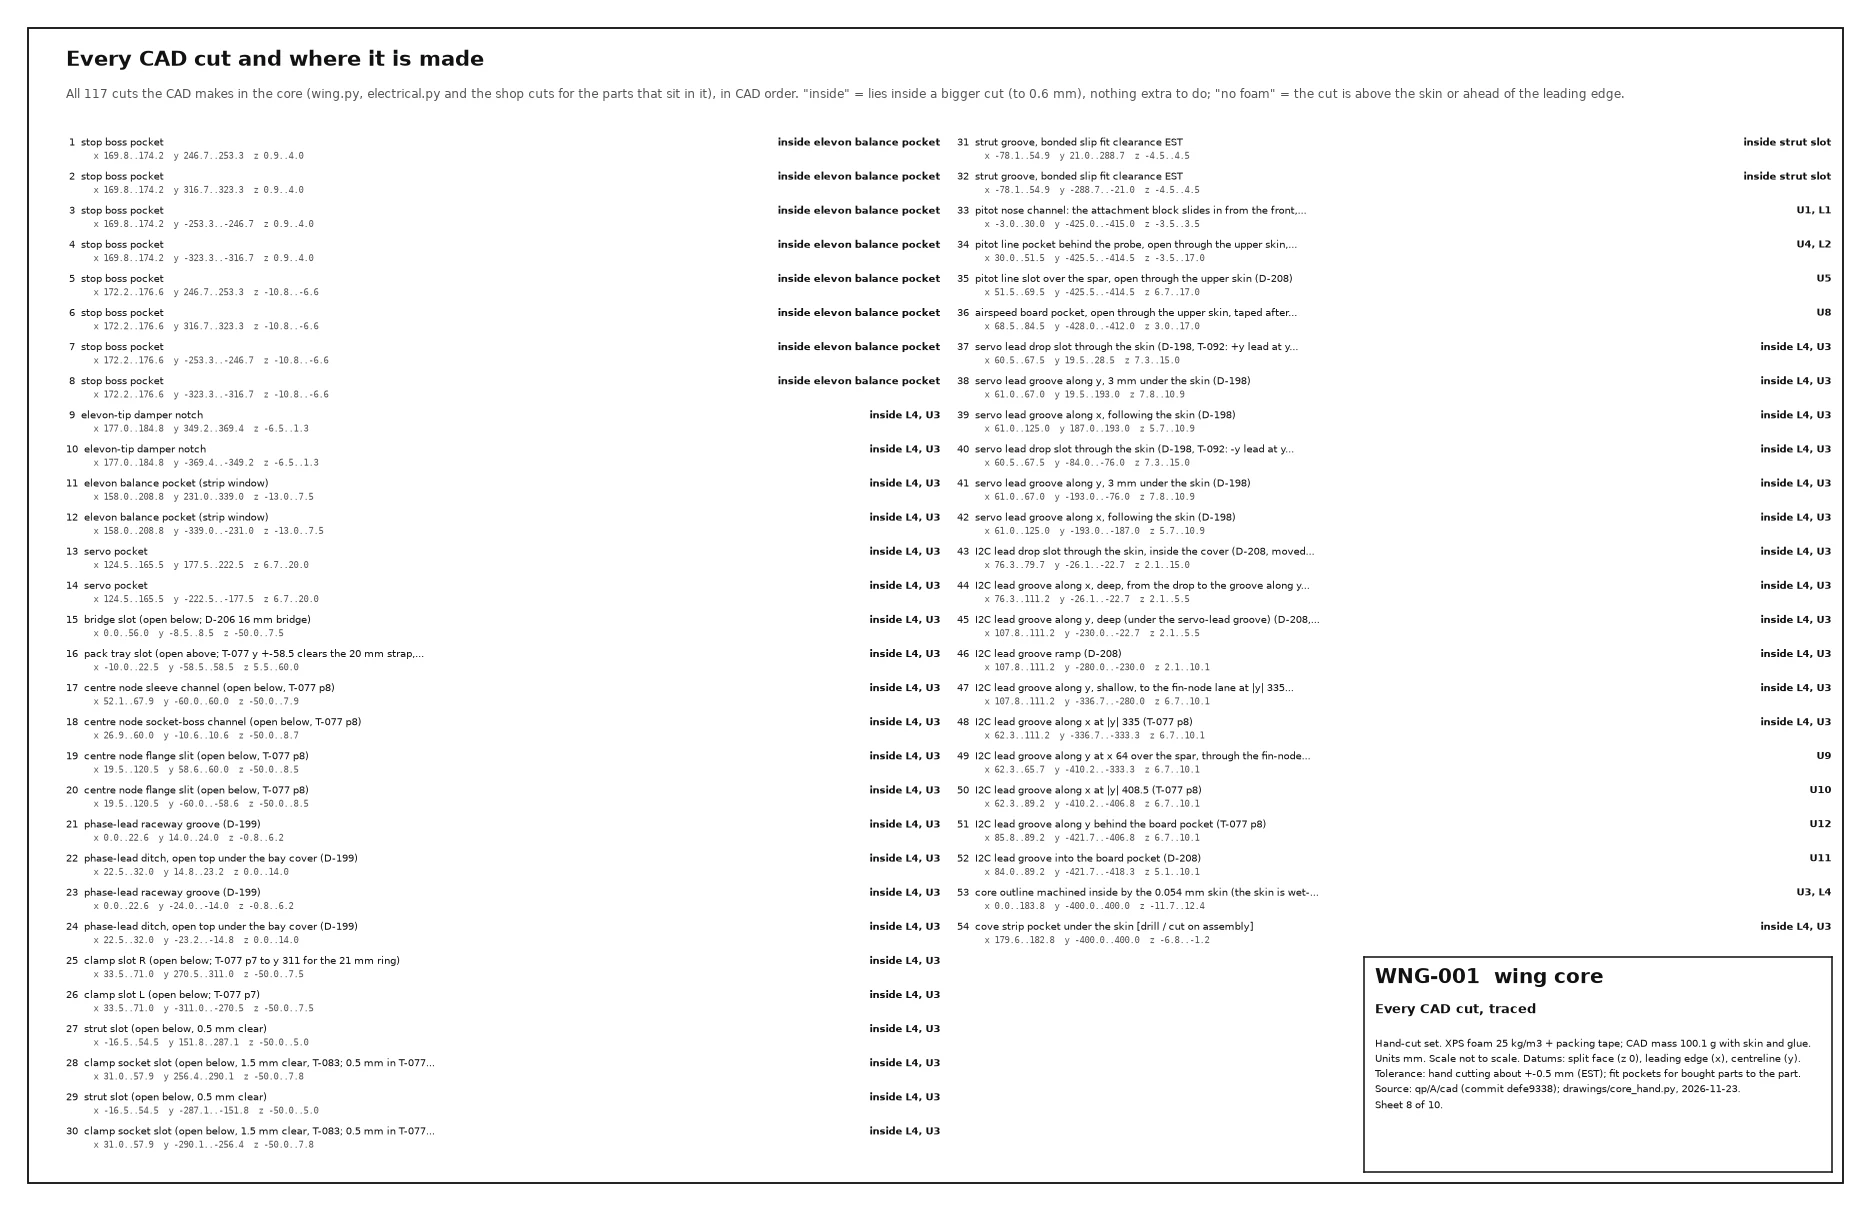 Every CAD cut and where it is made
All 117 cuts the CAD makes in the core (wing.py, electrical.py and the shop cuts for the parts that sit in it), in CAD order. "inside" = lies inside a bigger cut (to 0.6 mm), nothing extra to do; "no foam" = the cut is above the skin or ahead of the leading edge.
1 stop boss pocket inside elevon balance pocket
x 169.8..174.2 y 246.7..253.3 z 0.9..4.0
2 stop boss pocket inside elevon balance pocket
x 169.8..174.2 y 316.7..323.3 z 0.9..4.0
3 stop boss pocket inside elevon balance pocket
x 169.8..174.2 y -253.3..-246.7 z 0.9..4.0
4 stop boss pocket inside elevon balance pocket
x 169.8..174.2 y -323.3..-316.7 z 0.9..4.0
5 stop boss pocket inside elevon balance pocket
x 172.2..176.6 y 246.7..253.3 z -10.8..-6.6
6 stop boss pocket inside elevon balance pocket
x 172.2..176.6 y 316.7..323.3 z -10.8..-6.6
7 stop boss pocket inside elevon balance pocket
x 172.2..176.6 y -253.3..-246.7 z -10.8..-6.6
8 stop boss pocket inside elevon balance pocket
x 172.2..176.6 y -323.3..-316.7 z -10.8..-6.6
9 elevon-tip damper notch inside L4, U3
x 177.0..184.8 y 349.2..369.4 z -6.5..1.3
10 elevon-tip damper notch inside L4, U3
x 177.0..184.8 y -369.4..-349.2 z -6.5..1.3
11 elevon balance pocket (strip window) inside L4, U3
x 158.0..208.8 y 231.0..339.0 z -13.0..7.5
12 elevon balance pocket (strip window) inside L4, U3
x 158.0..208.8 y -339.0..-231.0 z -13.0..7.5
13 servo pocket inside L4, U3
x 124.5..165.5 y 177.5..222.5 z 6.7..20.0
14 servo pocket inside L4, U3
x 124.5..165.5 y -222.5..-177.5 z 6.7..20.0
15 bridge slot (open below; D-206 16 mm bridge) inside L4, U3
x 0.0..56.0 y -8.5..8.5 z -50.0..7.5
16 pack tray slot (open above; T-077 y +-58.5 clears the 20 mm strap,... inside L4, U3
x -10.0..22.5 y -58.5..58.5 z 5.5..60.0
17 centre node sleeve channel (open below, T-077 p8) inside L4, U3
x 52.1..67.9 y -60.0..60.0 z -50.0..7.9
18 centre node socket-boss channel (open below, T-077 p8) inside L4, U3
x 26.9..60.0 y -10.6..10.6 z -50.0..8.7
19 centre node flange slit (open below, T-077 p8) inside L4, U3
x 19.5..120.5 y 58.6..60.0 z -50.0..8.5
20 centre node flange slit (open below, T-077 p8) inside L4, U3
x 19.5..120.5 y -60.0..-58.6 z -50.0..8.5
21 phase-lead raceway groove (D-199) inside L4, U3
x 0.0..22.6 y 14.0..24.0 z -0.8..6.2
22 phase-lead ditch, open top under the bay cover (D-199) inside L4, U3
x 22.5..32.0 y 14.8..23.2 z 0.0..14.0
23 phase-lead raceway groove (D-199) inside L4, U3
x 0.0..22.6 y -24.0..-14.0 z -0.8..6.2
24 phase-lead ditch, open top under the bay cover (D-199) inside L4, U3
x 22.5..32.0 y -23.2..-14.8 z 0.0..14.0
25 clamp slot R (open below; T-077 p7 to y 311 for the 21 mm ring) inside L4, U3
x 33.5..71.0 y 270.5..311.0 z -50.0..7.5
26 clamp slot L (open below; T-077 p7) inside L4, U3
x 33.5..71.0 y -311.0..-270.5 z -50.0..7.5
27 strut slot (open below, 0.5 mm clear) inside L4, U3
x -16.5..54.5 y 151.8..287.1 z -50.0..5.0
28 clamp socket slot (open below, 1.5 mm clear, T-083; 0.5 mm in T-077... inside L4, U3
x 31.0..57.9 y 256.4..290.1 z -50.0..7.8
29 strut slot (open below, 0.5 mm clear) inside L4, U3
x -16.5..54.5 y -287.1..-151.8 z -50.0..5.0
30 clamp socket slot (open below, 1.5 mm clear, T-083; 0.5 mm in T-077... inside L4, U3
x 31.0..57.9 y -290.1..-256.4 z -50.0..7.8
31 strut groove, bonded slip fit clearance EST inside strut slot
x -78.1..54.9 y 21.0..288.7 z -4.5..4.5
32 strut groove, bonded slip fit clearance EST inside strut slot
x -78.1..54.9 y -288.7..-21.0 z -4.5..4.5
33 pitot nose channel: the attachment block slides in from the front,... U1, L1
x -3.0..30.0 y -425.0..-415.0 z -3.5..3.5
34 pitot line pocket behind the probe, open through the upper skin,... U4, L2
x 30.0..51.5 y -425.5..-414.5 z -3.5..17.0
35 pitot line slot over the spar, open through the upper skin (D-208) U5
x 51.5..69.5 y -425.5..-414.5 z 6.7..17.0
36 airspeed board pocket, open through the upper skin, taped after... U8
x 68.5..84.5 y -428.0..-412.0 z 3.0..17.0
37 servo lead drop slot through the skin (D-198, T-092: +y lead at y... inside L4, U3
x 60.5..67.5 y 19.5..28.5 z 7.3..15.0
38 servo lead groove along y, 3 mm under the skin (D-198) inside L4, U3
x 61.0..67.0 y 19.5..193.0 z 7.8..10.9
39 servo lead groove along x, following the skin (D-198) inside L4, U3
x 61.0..125.0 y 187.0..193.0 z 5.7..10.9
40 servo lead drop slot through the skin (D-198, T-092: -y lead at y... inside L4, U3
x 60.5..67.5 y -84.0..-76.0 z 7.3..15.0
41 servo lead groove along y, 3 mm under the skin (D-198) inside L4, U3
x 61.0..67.0 y -193.0..-76.0 z 7.8..10.9
42 servo lead groove along x, following the skin (D-198) inside L4, U3
x 61.0..125.0 y -193.0..-187.0 z 5.7..10.9
43 I2C lead drop slot through the skin, inside the cover (D-208, moved... inside L4, U3
x 76.3..79.7 y -26.1..-22.7 z 2.1..15.0
44 I2C lead groove along x, deep, from the drop to the groove along y... inside L4, U3
x 76.3..111.2 y -26.1..-22.7 z 2.1..5.5
45 I2C lead groove along y, deep (under the servo-lead groove) (D-208,... inside L4, U3
x 107.8..111.2 y -230.0..-22.7 z 2.1..5.5
46 I2C lead groove ramp (D-208) inside L4, U3
x 107.8..111.2 y -280.0..-230.0 z 2.1..10.1
47 I2C lead groove along y, shallow, to the fin-node lane at |y| 335... inside L4, U3
x 107.8..111.2 y -336.7..-280.0 z 6.7..10.1
48 I2C lead groove along x at |y| 335 (T-077 p8) inside L4, U3
x 62.3..111.2 y -336.7..-333.3 z 6.7..10.1
49 I2C lead groove along y at x 64 over the spar, through the fin-node... U9
x 62.3..65.7 y -410.2..-333.3 z 6.7..10.1
50 I2C lead groove along x at |y| 408.5 (T-077 p8) U10
x 62.3..89.2 y -410.2..-406.8 z 6.7..10.1
51 I2C lead groove along y behind the board pocket (T-077 p8) U12
x 85.8..89.2 y -421.7..-406.8 z 6.7..10.1
52 I2C lead groove into the board pocket (D-208) U11
x 84.0..89.2 y -421.7..-418.3 z 5.1..10.1
53 core outline machined inside by the 0.054 mm skin (the skin is wet-... U3, L4
x 0.0..183.8 y -400.0..400.0 z -11.7..12.4
54 cove strip pocket under the skin [drill / cut on assembly] inside L4, U3
x 179.6..182.8 y -400.0..400.0 z -6.8..-1.2
WNG-001 wing core
Every CAD cut, traced
Hand-cut set. XPS foam 25 kg/m3 + packing tape; CAD mass 100.1 g with skin and glue.
Units mm. Scale not to scale. Datums: split face (z 0), leading edge (x), centreline (y).
Tolerance: hand cutting about +-0.5 mm (EST); fit pockets for bought parts to the part.
Source: qp/A/cad (commit defe9338); drawings/core_hand.py, 2026-11-23.
Sheet 8 of 10.